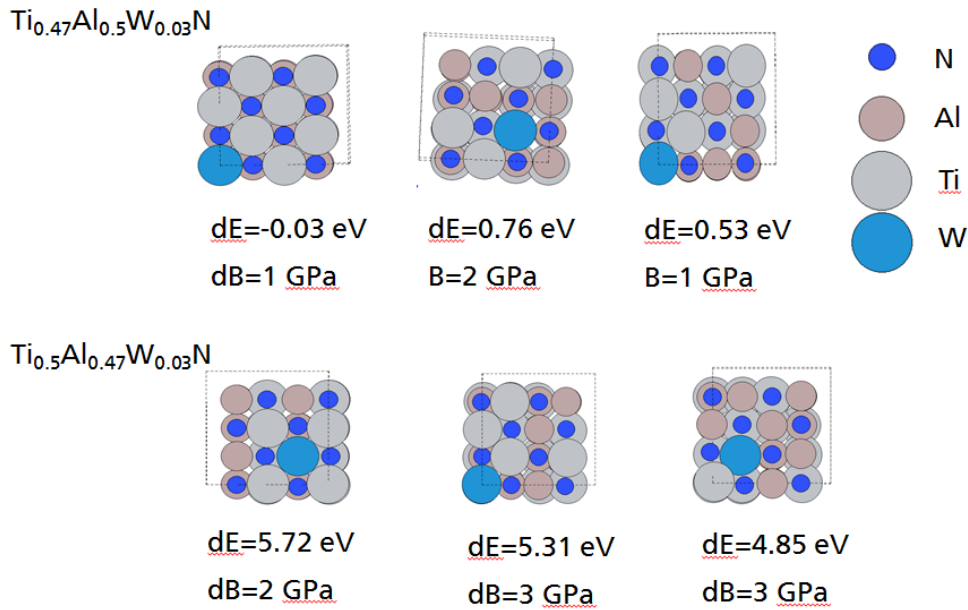 Ti₀.₄₇Al₀.₅W₀.₀₃N
N
Al
Ti
W
dE=-0.03 eV
dE=0.76 eV
dE=0.53 eV
dB=1 GPa
B=2 GPa
B=1 GPa
Ti₀.₅Al₀.₄₇W₀.₀₃N
dE=5.72 eV
dE=5.31 eV
dE=4.85 eV
dB=2 GPa
dB=3 GPa
dB=3 GPa